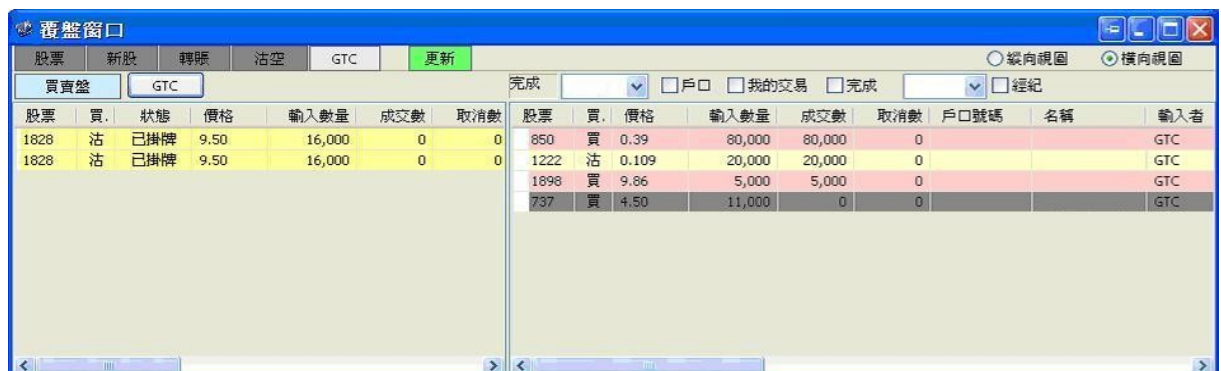 覆盤窗口
股票 新股 轉賬 沽空 GTC 更新 縱向視圖 橫向視圖
買賣盤 GTC 完成 戶口 我的交易 完成 經紀
股票 買. 狀態 價格 輸入數量 成交數 取消數 股票 買. 價格 輸入數量 成交數 取消數 戶口號碼 名稱 輸入者
1828 沽 已掛牌 9.50 16,000 0 0 850 買 0.39 80,000 80,000 0 GTC
1828 沽 已掛牌 9.50 16,000 0 0 1222 沽 0.109 20,000 20,000 0 GTC
1898 買 9.86 5,000 5,000 0 GTC
737 買 4.50 11,000 0 0 GTC